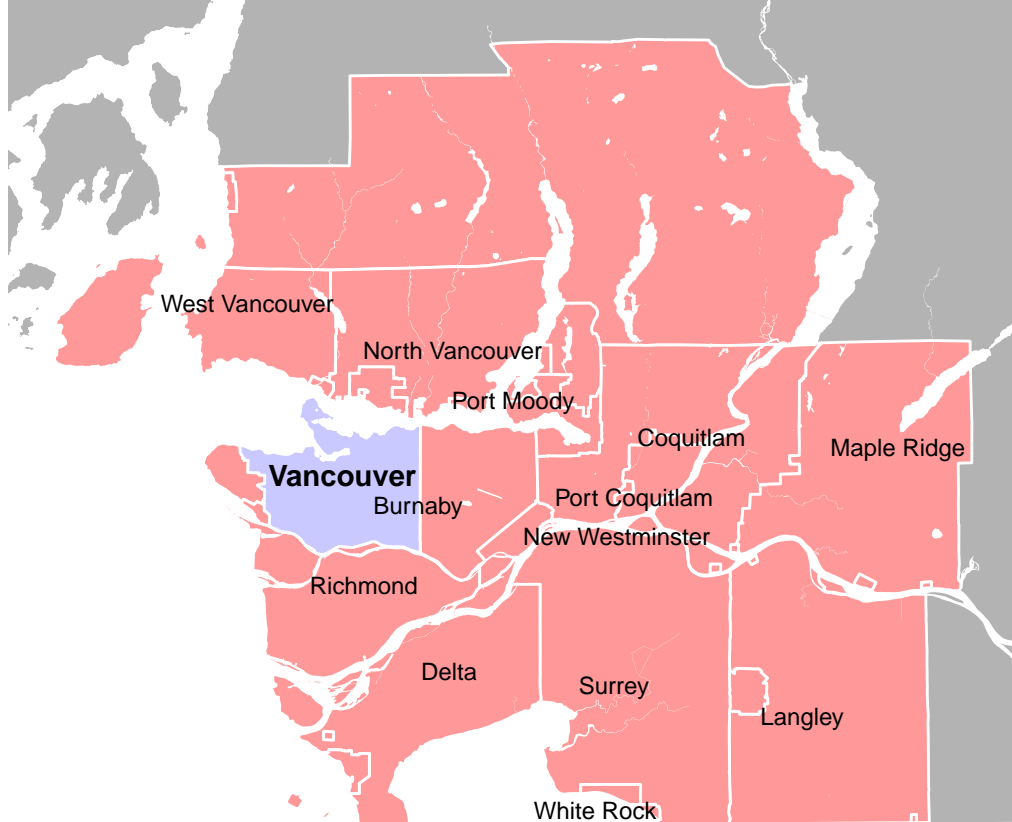 West Vancouver
North Vancouver
Port Moody
Coquitlam
Maple Ridge
Vancouver
Burnaby
Port Coquitlam
New Westminster
Richmond
Delta
Surrey
Langley
White Rock